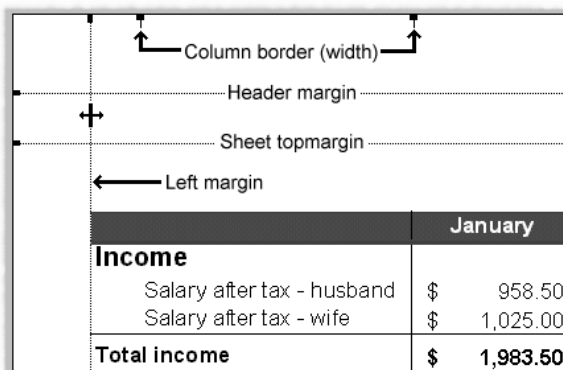 Column border (width)
Header margin
Sheet topmargin
Left margin
January
Income
Salary after tax - husband $ 958.50
Salary after tax - wife $ 1,025.00
Total income $ 1,983.50